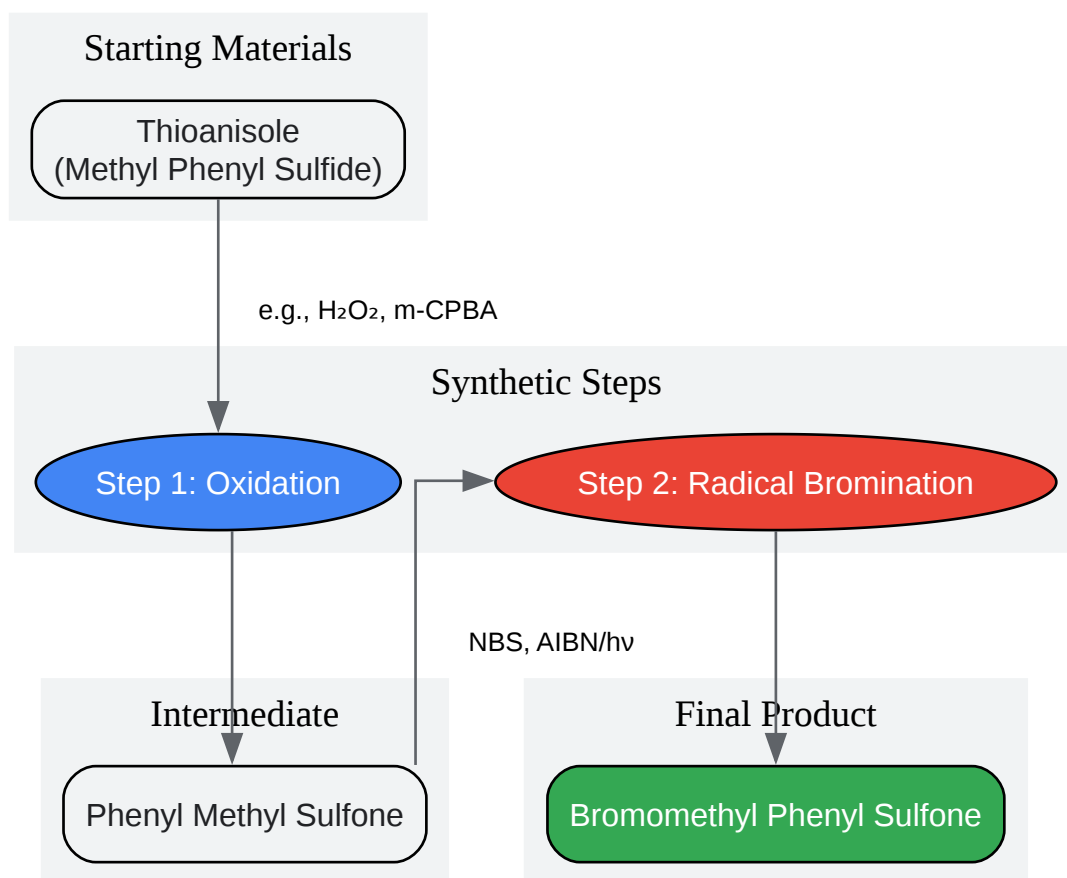 Starting Materials
Thioanisole
(Methyl Phenyl Sulfide)
e.g., H₂O₂, m-CPBA
Synthetic Steps
Step 1: Oxidation
Step 2: Radical Bromination
NBS, AIBN/hν
Intermediate
Final Product
Phenyl Methyl Sulfone
Bromomethyl Phenyl Sulfone